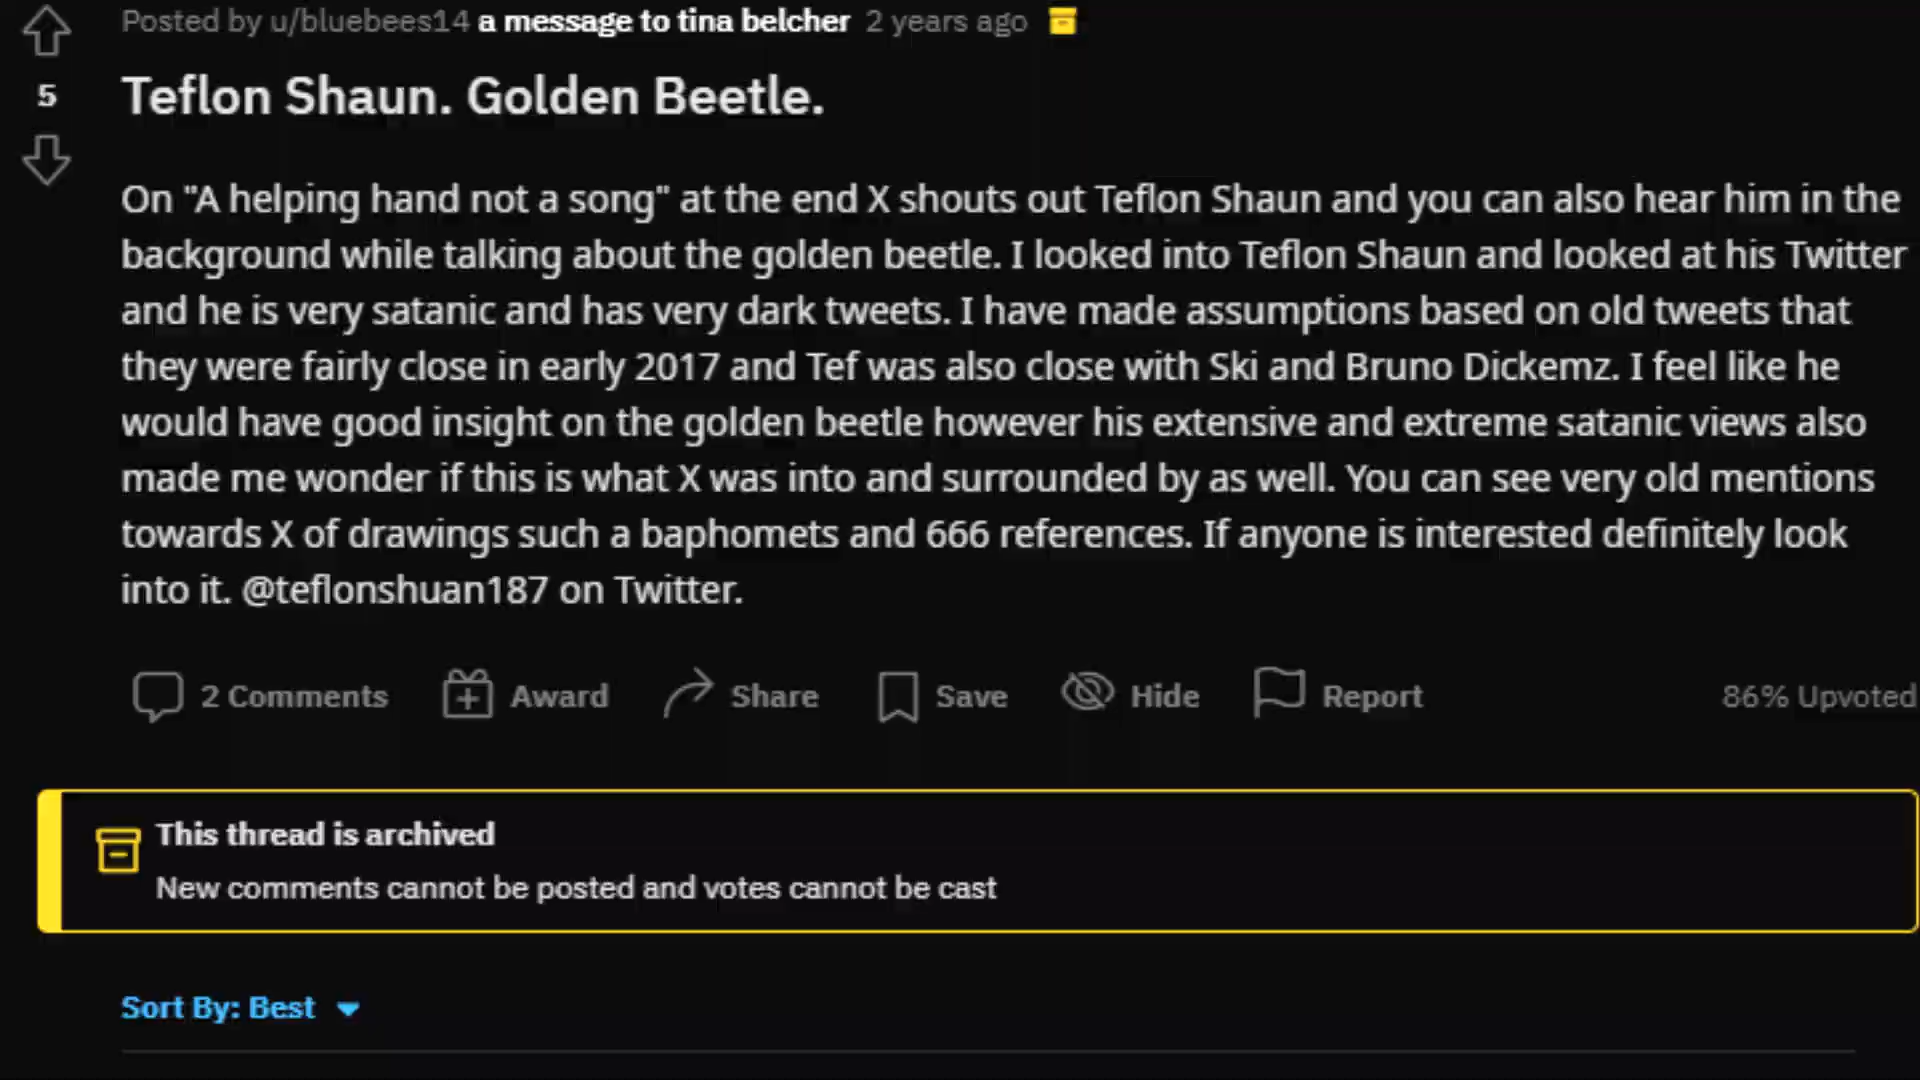 Posted by u/bluebees14 a message to tina belcher 2 years ago
5
Teflon Shaun. Golden Beetle.
On "A helping hand not a song" at the end X shouts out Teflon Shaun and you can also hear him in the
background while talking about the golden beetle. I looked into Teflon Shaun and looked at his Twitter
and he is very satanic and has very dark tweets. I have made assumptions based on old tweets that
they were fairly close in early 2017 and Tef was also close with Ski and Bruno Dickemz. I feel like he
would have good insight on the golden beetle however his extensive and extreme satanic views also
made me wonder if this is what X was into and surrounded by as well. You can see very old mentions
towards X of drawings such a baphomets and 666 references. If anyone is interested definitely look
into it. @teflonshuan187 on Twitter.
2 Comments Award Share Save Hide Report 86% Upvoted
This thread is archived
New comments cannot be posted and votes cannot be cast
Sort By: Best